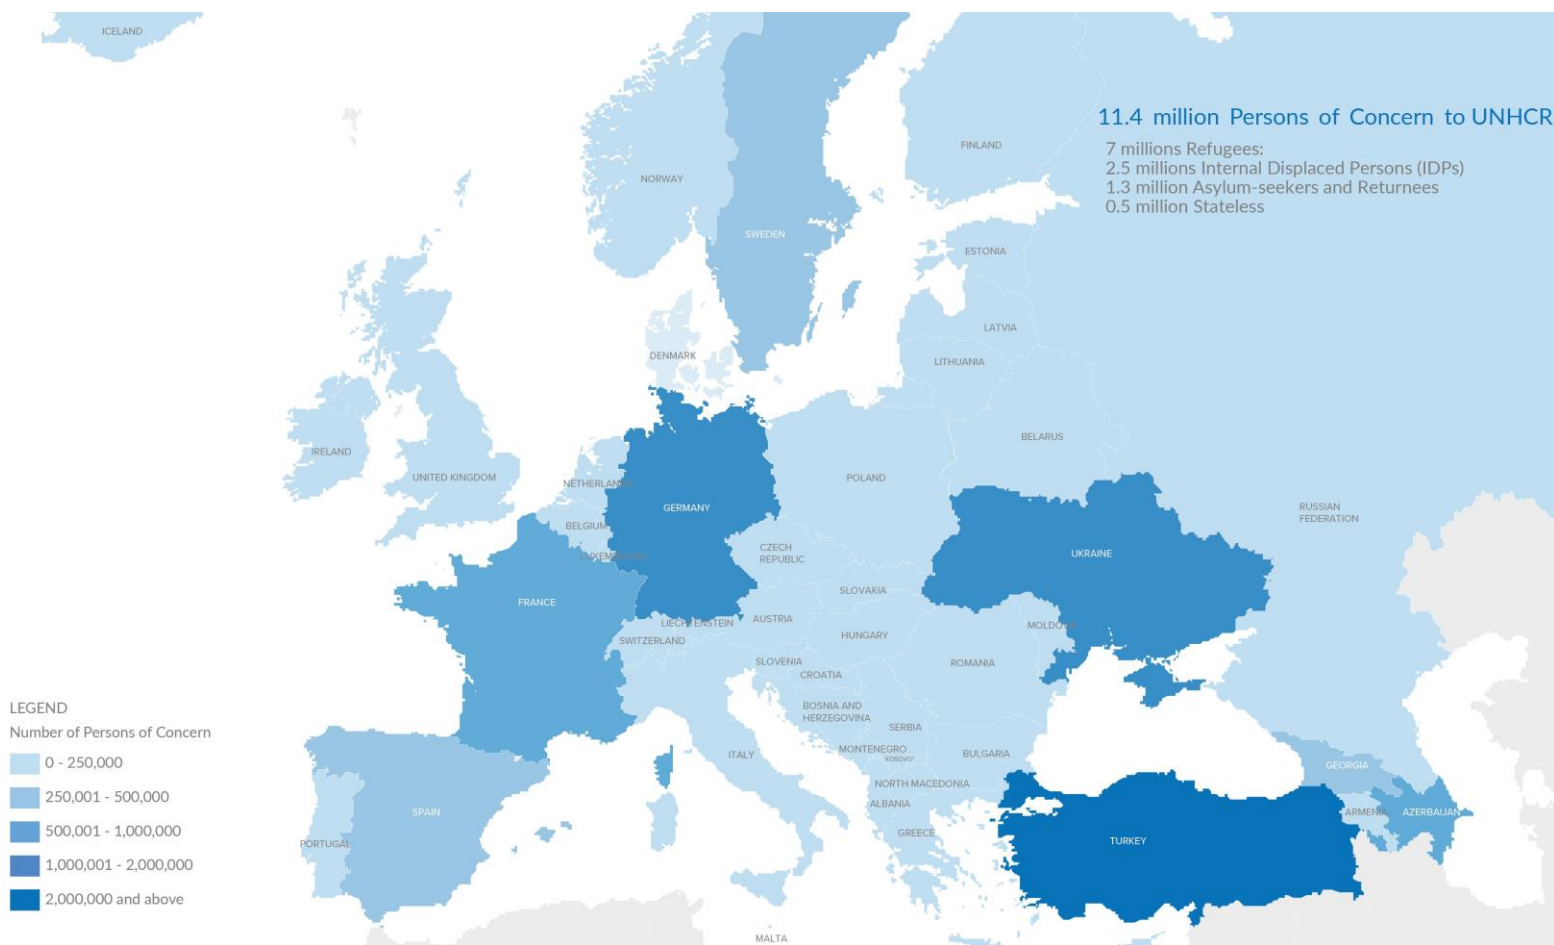 ICELAND
11.4 million Persons of Concern to UNHCR
7 millions Refugees:
2.5 millions Internal Displaced Persons (IDPs)
1.3 million Asylum-seekers and Returnees
0.5 million Stateless
FINLAND
NORWAY
SWEDEN
ESTONIA
LATVIA
DENMARK
LITHUANIA
BELARUS
IRELAND
UNITED KINGDOM
NETHERLANDS
POLAND
GERMANY
RUSSIAN
FEDERATION
BELGIUM
LUXEMBOURG
CZECH
REPUBLIC
UKRAINE
SLOVAKIA
FRANCE
LIECHTENSTEIN
AUSTRIA
MOLDOVA
SWITZERLAND
HUNGARY
SLOVENIA
ROMANIA
CROATIA
BOSNIA AND
HERZEGOVINA
SERBIA
MONTENEGRO
KOSOVO*
BULGARIA
ITALY
GEORGIA
NORTH MACEDONIA
ALBANIA
ARMENIA
AZERBAIJAN
SPAIN
GREECE
TURKEY
PORTUGAL
MALTA
LEGEND
Number of Persons of Concern
0 - 250,000
250,001 - 500,000
500,001 - 1,000,000
1,000,001 - 2,000,000
2,000,000 and above